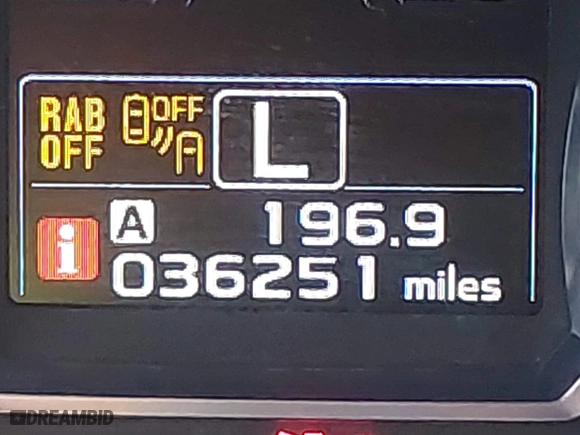 RAB OFF
OFF
L
A 196.9
i 036251 miles
DREAMBID